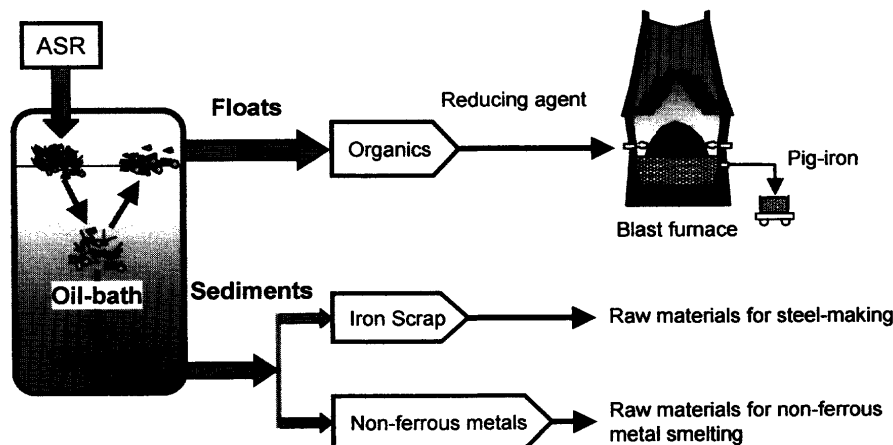 ASR
Floats
Reducing agent
Organics
Pig-iron
Blast furnace
Oil-bath
Sediments
Iron Scrap
Raw materials for steel-making
Non-ferrous metals
Raw materials for non-ferrous
metal smelting